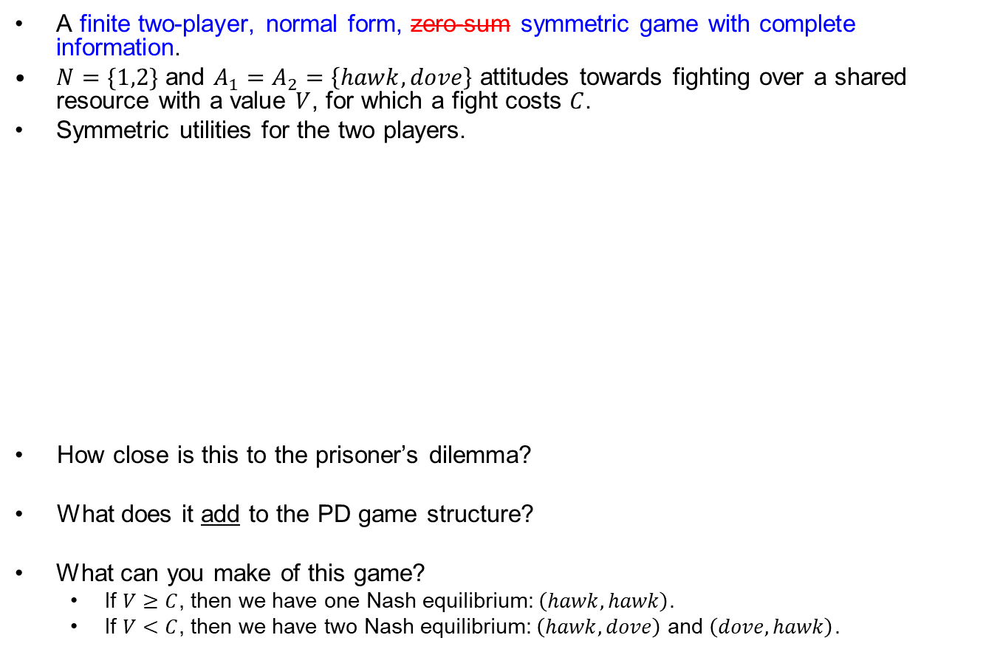 • A finite two-player, normal form, zero-sum symmetric game with complete
information.
• N = {1,2} and A₁ = A₂ = {hawk, dove} attitudes towards fighting over a shared
resource with a value V, for which a fight costs C.
• Symmetric utilities for the two players.
• How close is this to the prisoner’s dilemma?
• What does it add to the PD game structure?
• What can you make of this game?
• If V ≥ C, then we have one Nash equilibrium: (hawk, hawk).
• If V < C, then we have two Nash equilibrium: (hawk, dove) and (dove, hawk).